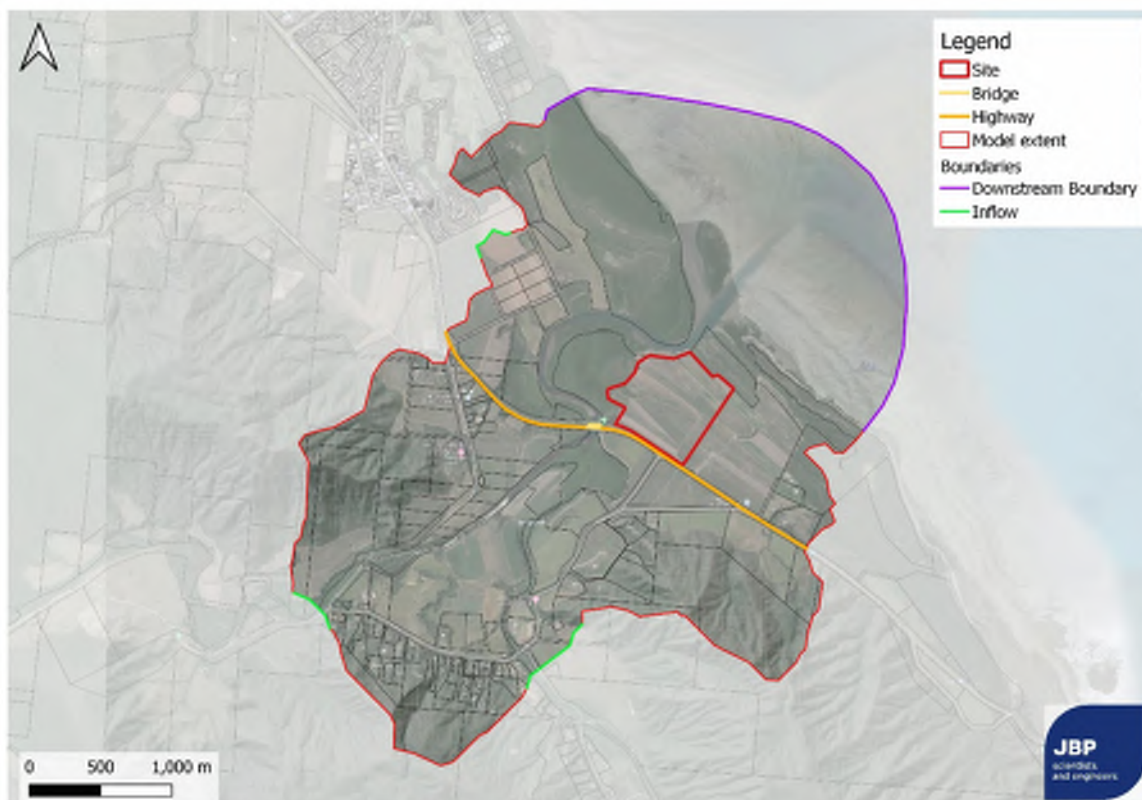 Legend
Site
Bridge
Highway
Model extent
Boundaries
Downstream Boundary
Inflow
0 500 1,000 m
JBP
scientists
and engineers